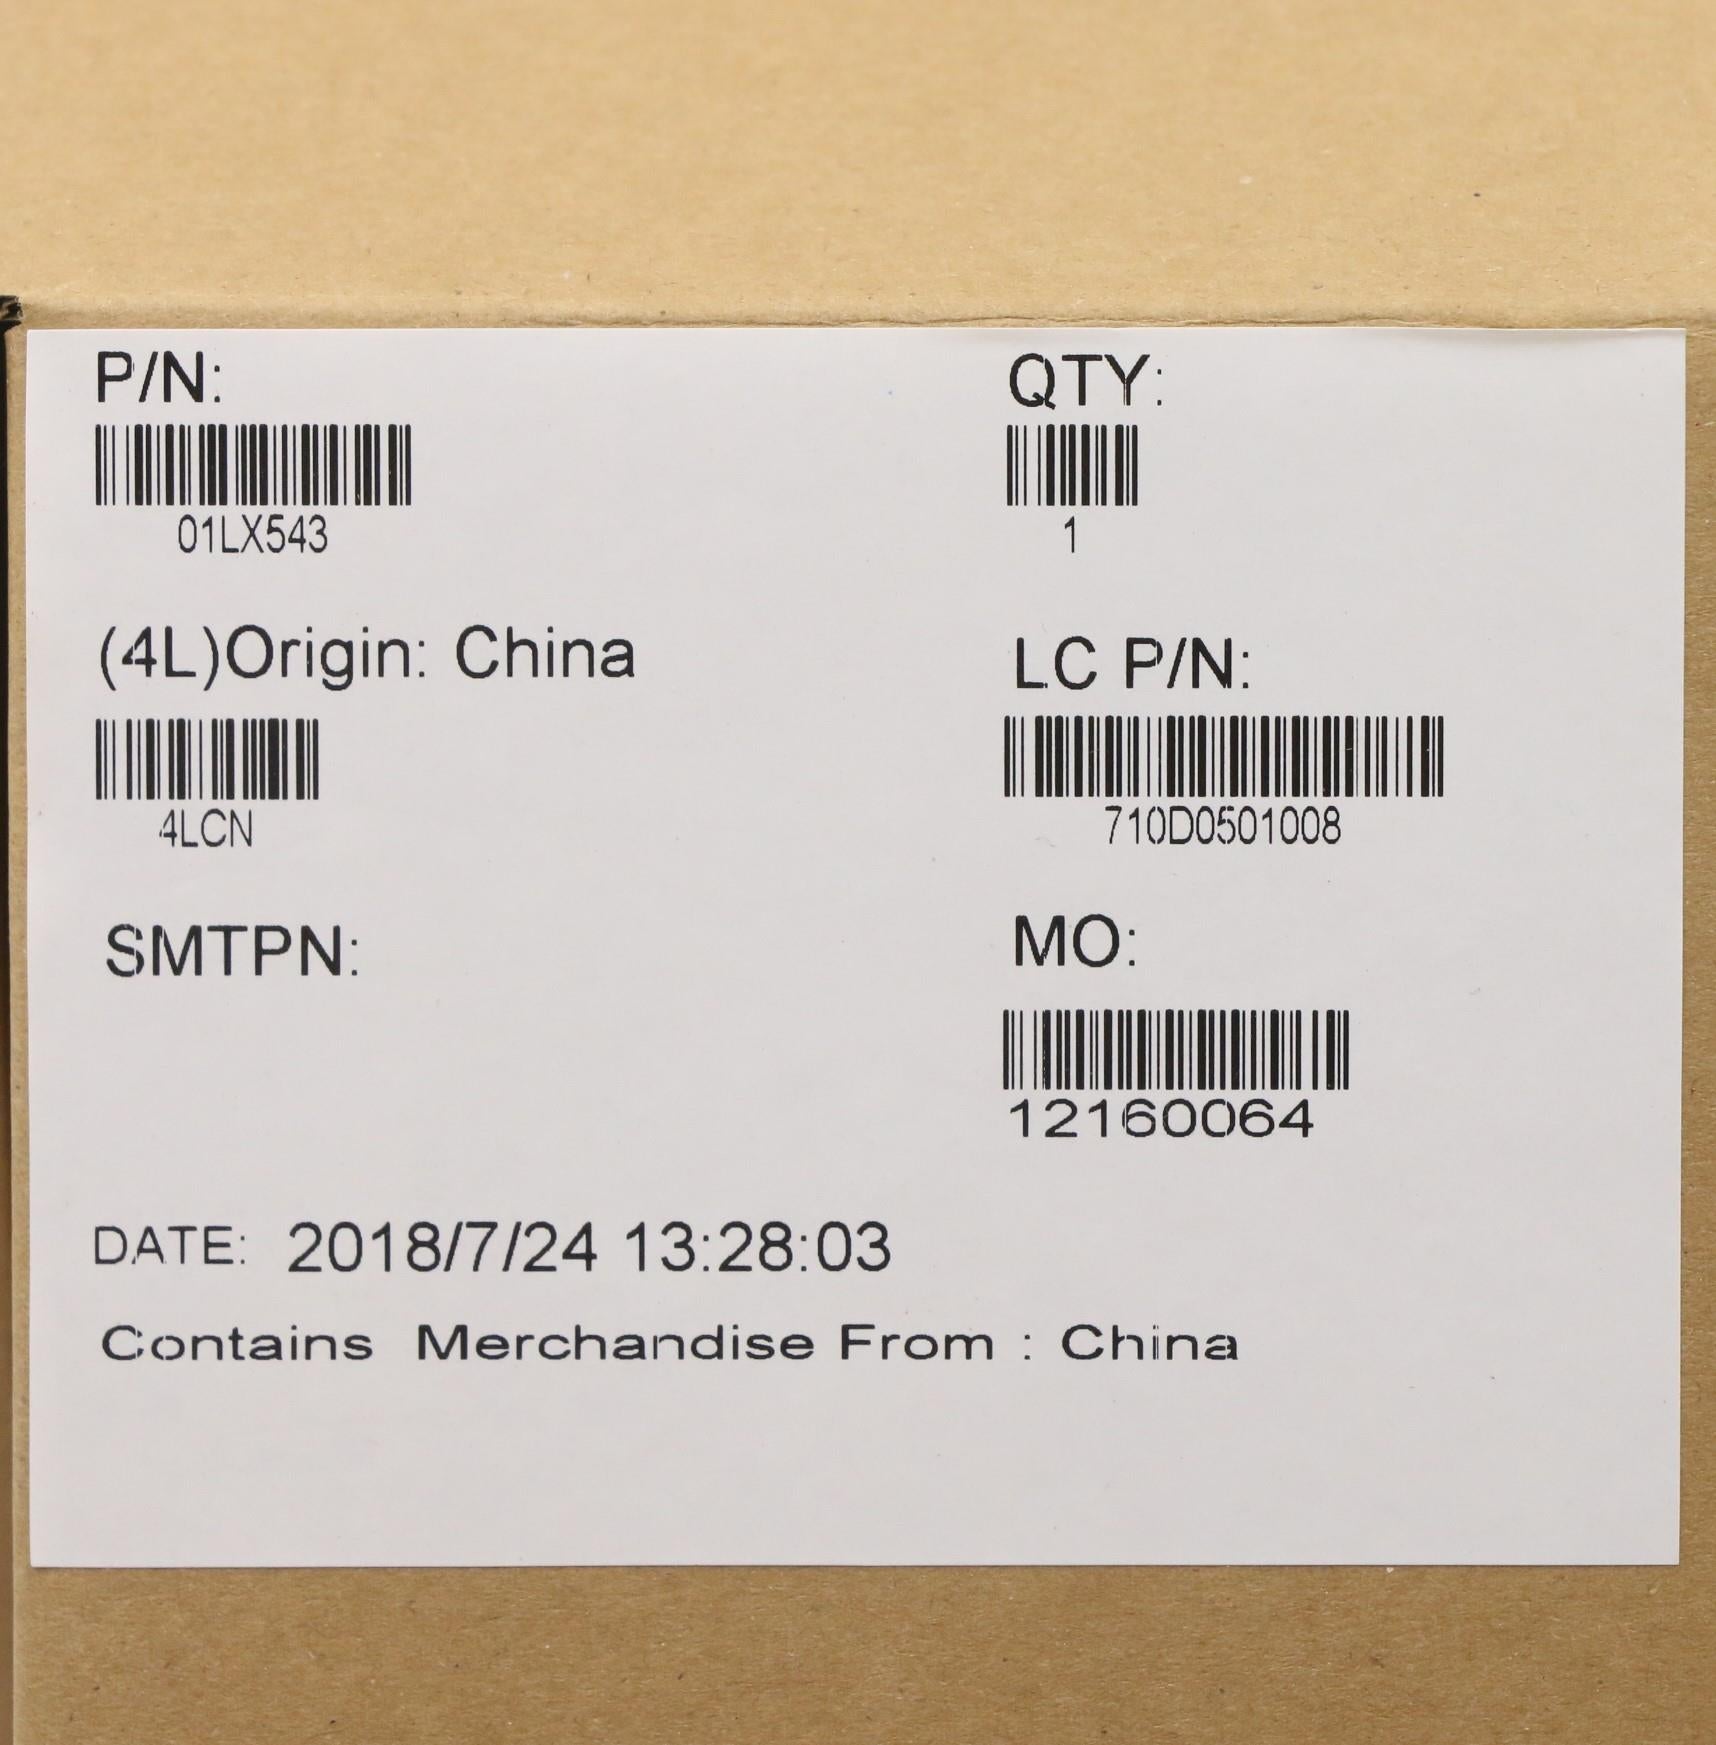 P/N:
QTY:
01LX543
1
(4L)Origin: China
LC P/N:
4LCN
710D0501008
SMTPN:
MO:
12160064
DATE: 2018/7/24 13:28:03
Contains Merchandise From : China